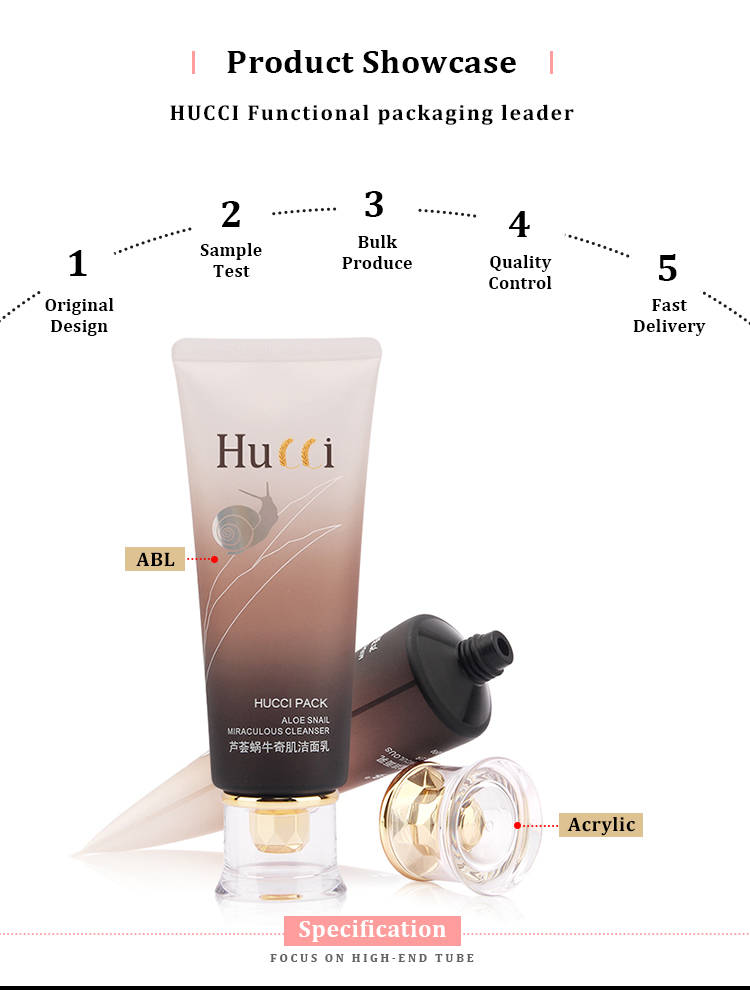 Product Showcase
HUCCI Functional packaging leader
1
Original
Design
2
Sample
Test
3
Bulk
Produce
4
Quality
Control
5
Fast
Delivery
Hucci
ABL
HUCCI PACK
ALOE SNAIL
MIRACULOUS CLEANSER
芦荟蜗牛奇肌洁面乳
Acrylic
Specification
FOCUS ON HIGH-END TUBE